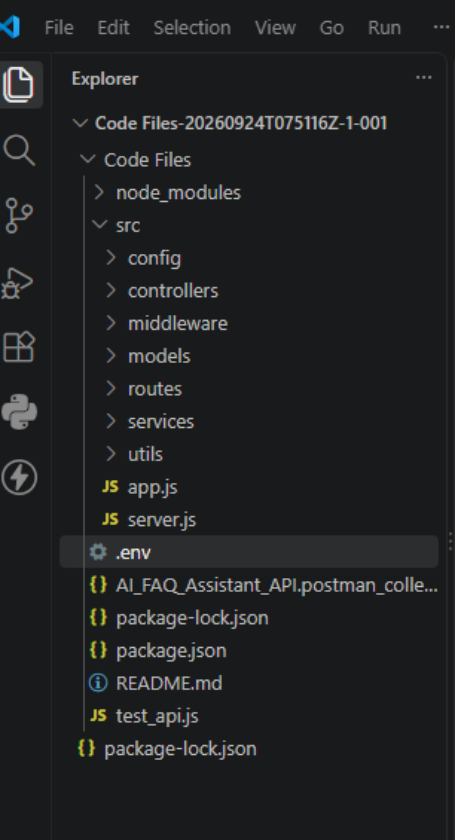 File Edit Selection View Go Run ...
Explorer ...
Code Files-20260924T075116Z-1-001
Code Files
node_modules
src
config
controllers
middleware
models
routes
services
utils
JS app.js
JS server.js
.env
{} AI_FAQ_Assistant_API.postman_colle...
{} package-lock.json
{} package.json
README.md
JS test_api.js
{} package-lock.json